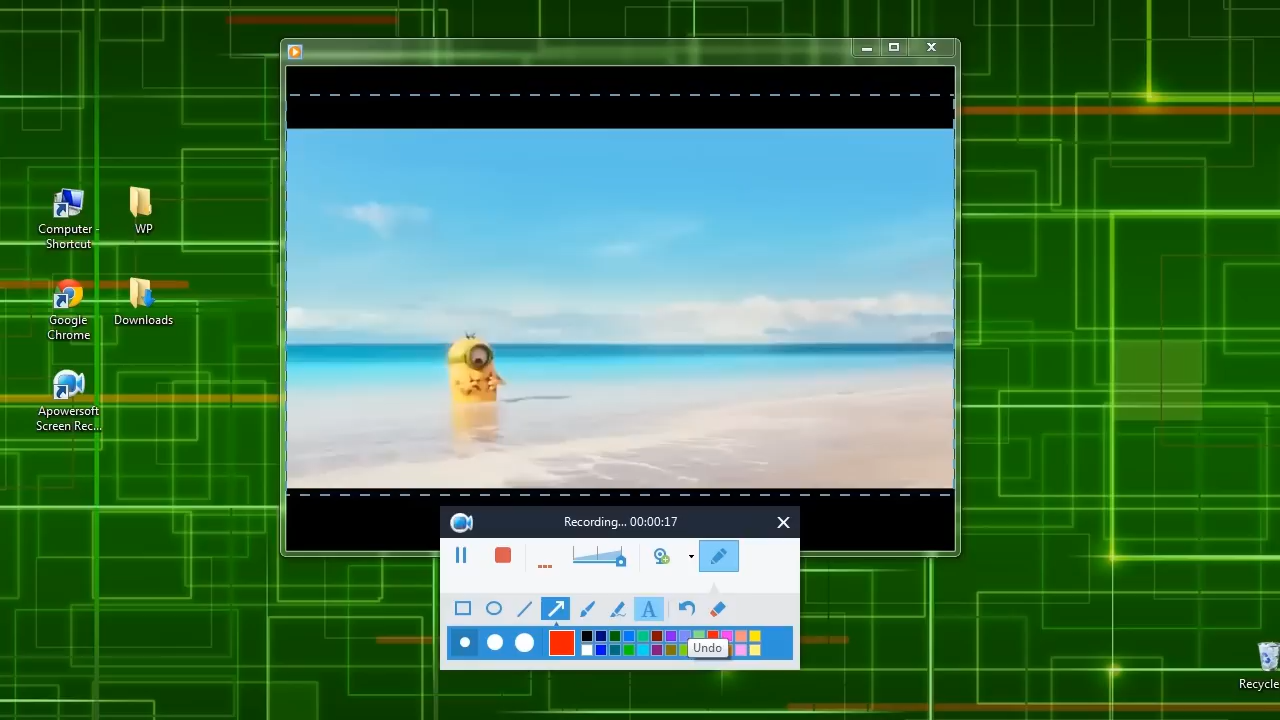 Computer -
Shortcut
WP
Google
Chrome
Downloads
Apowersoft
Screen Rec...
Recording... 00:00:17
A
Undo
Recycle